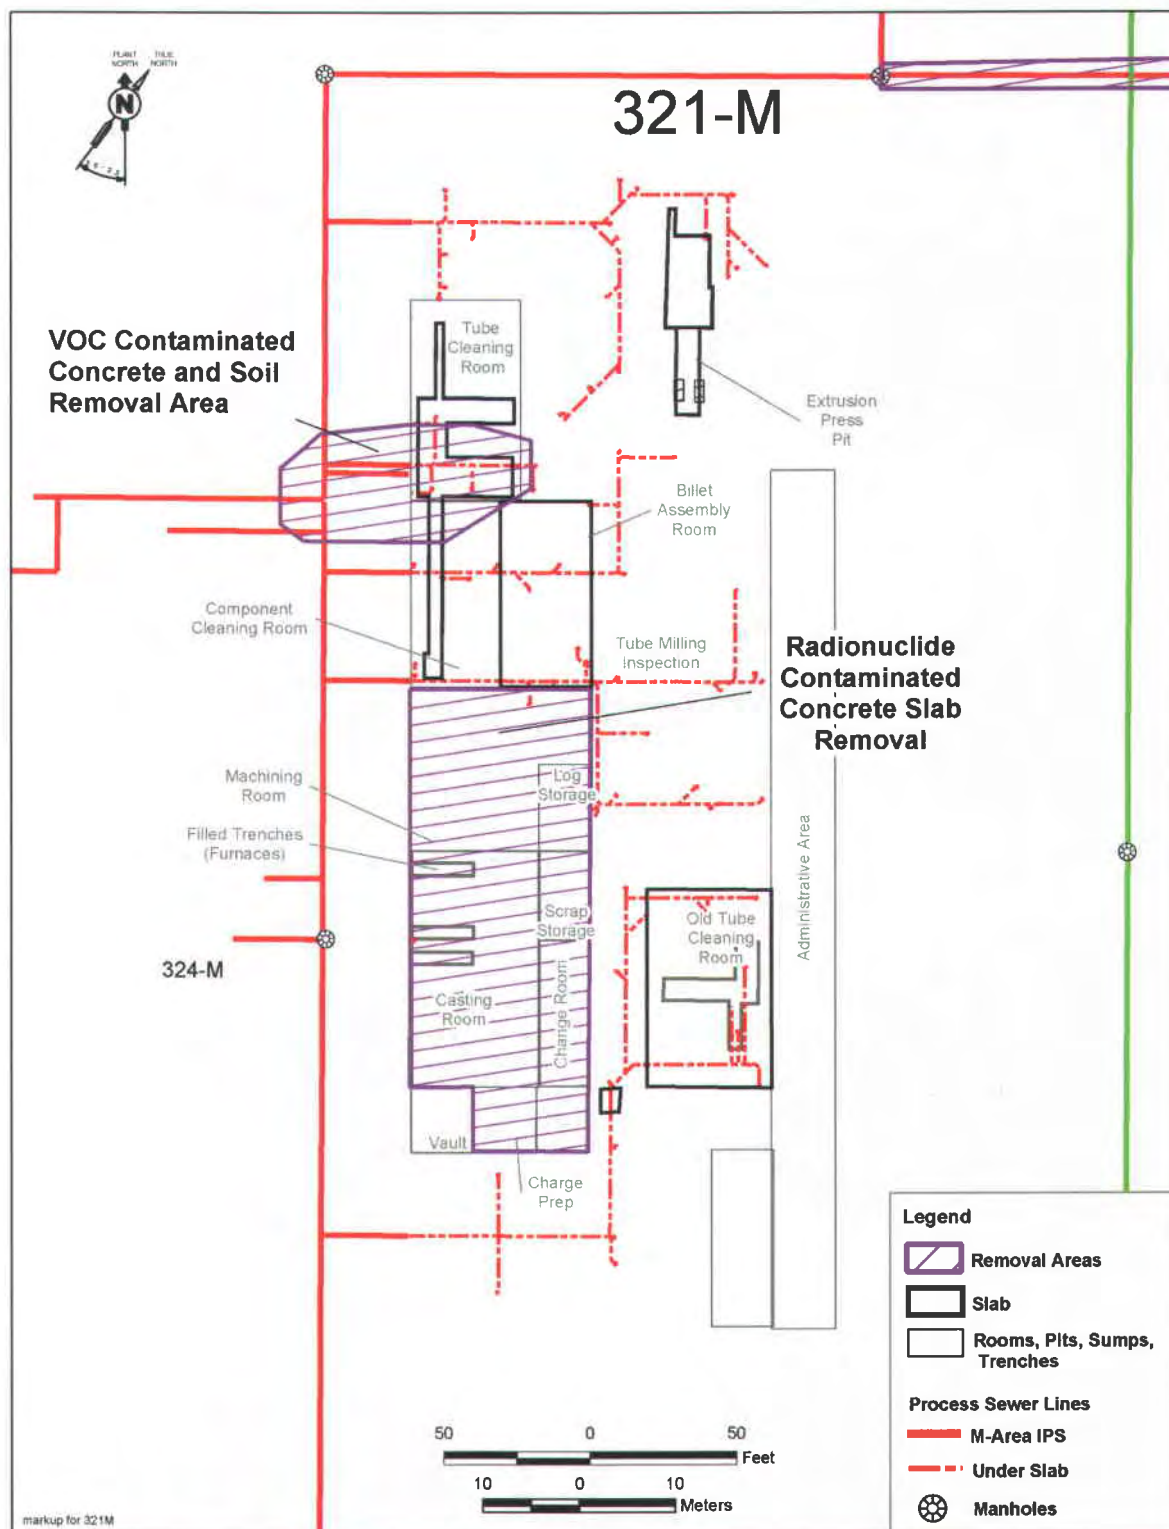 PLANT
NORTH
TRUE
NORTH
N
321-M
VOC Contaminated
Concrete and Soil
Removal Area
Tube
Cleaning
Room
Extrusion
Press
Pit
Billet
Assembly
Room
Component
Cleaning Room
Tube Milling
Inspection
Radionuclide
Contaminated
Concrete Slab
Removal
Machining
Room
Log
Storage
Filled Trenches
(Furnaces)
Administrative Area
Scrap
Storage
Old Tube
Cleaning
Room
324-M
Casting
Room
Change Room
Vault
Charge
Prep
Legend
Removal Areas
Slab
Rooms, Pits, Sumps,
Trenches
Process Sewer Lines
M-Area IPS
Under Slab
Manholes
50 0 50
Feet
10 0 10
Meters
markup for 321M